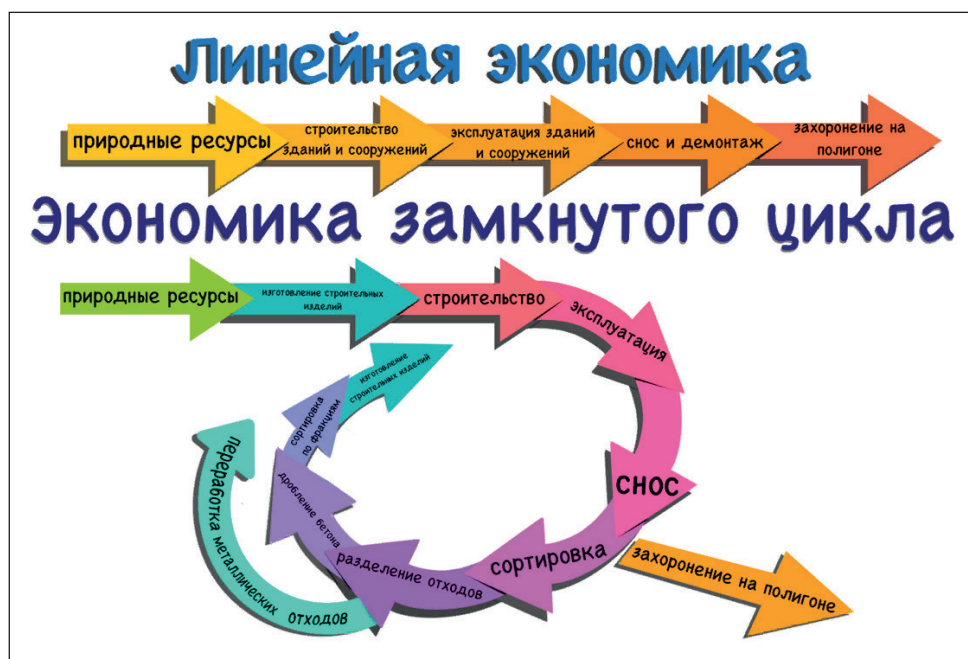 Линейная экономика
природные ресурсы
строительство
зданий и сооружений
эксплуатация зданий
и сооружений
снос и демонтаж
захоронение на
полигоне
Экономика замкнутого цикла
природные ресурсы
изготовление строительных
изделий
строительство
эксплуатация
снос
захоронение на полигоне
сортировка
разделение отходов
переработка металлических отходов
дробление бетона
сортировка
по фракциям
изготовление
строительных изделий